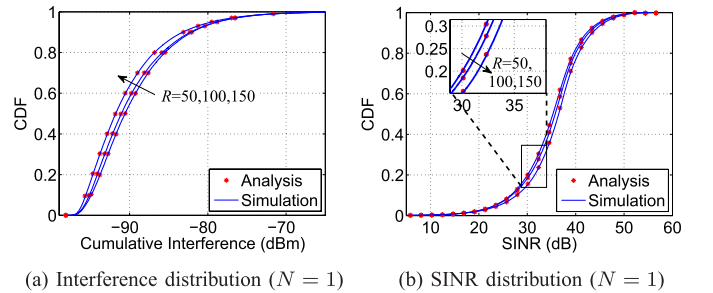 1
0.8
0.6
0.4
0.2
0
CDF
R=50,100,150
Analysis
Simulation
−90
−80
−70
Cumulative Interference (dBm)
(a) Interference distribution (N = 1)
1
0.8
0.6
0.4
0.2
0
CDF
0.3
0.2
30
35
R=50,
100,150
Analysis
Simulation
10
20
30
40
50
60
SINR (dB)
(b) SINR distribution (N = 1)